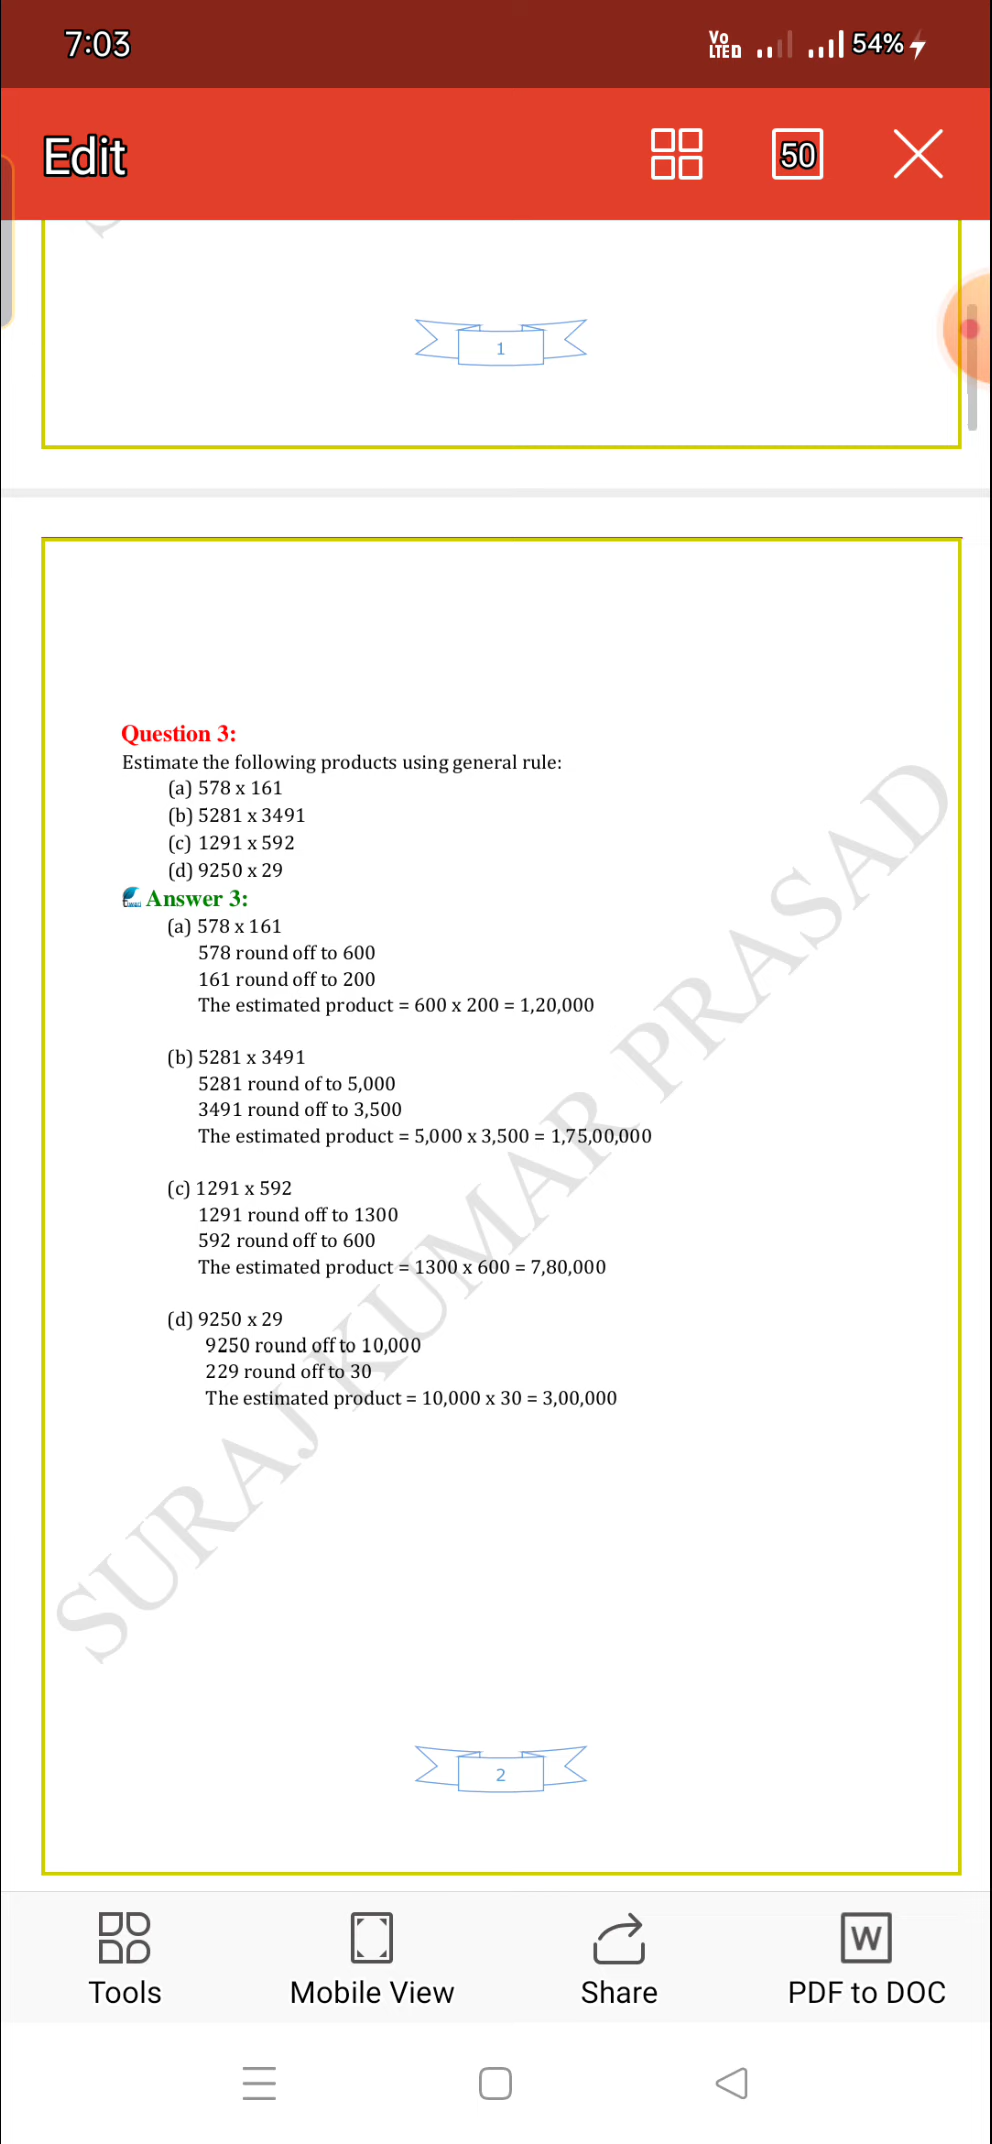 7:03
Vo LTED 54%
Edit
50
1
Question 3:
Estimate the following products using general rule:
(a) 578 x 161
(b) 5281 x 3491
(c) 1291 x 592
(d) 9250 x 29
Answer 3:
(a) 578 x 161
578 round off to 600
161 round off to 200
The estimated product = 600 x 200 = 1,20,000
(b) 5281 x 3491
5281 round of to 5,000
3491 round off to 3,500
The estimated product = 5,000 x 3,500 = 1,75,00,000
(c) 1291 x 592
1291 round off to 1300
592 round off to 600
The estimated product = 1300 x 600 = 7,80,000
(d) 9250 x 29
9250 round off to 10,000
229 round off to 30
The estimated product = 10,000 x 30 = 3,00,000
SURAJ KUMAR PRASAD
2
W
Tools Mobile View Share PDF to DOC